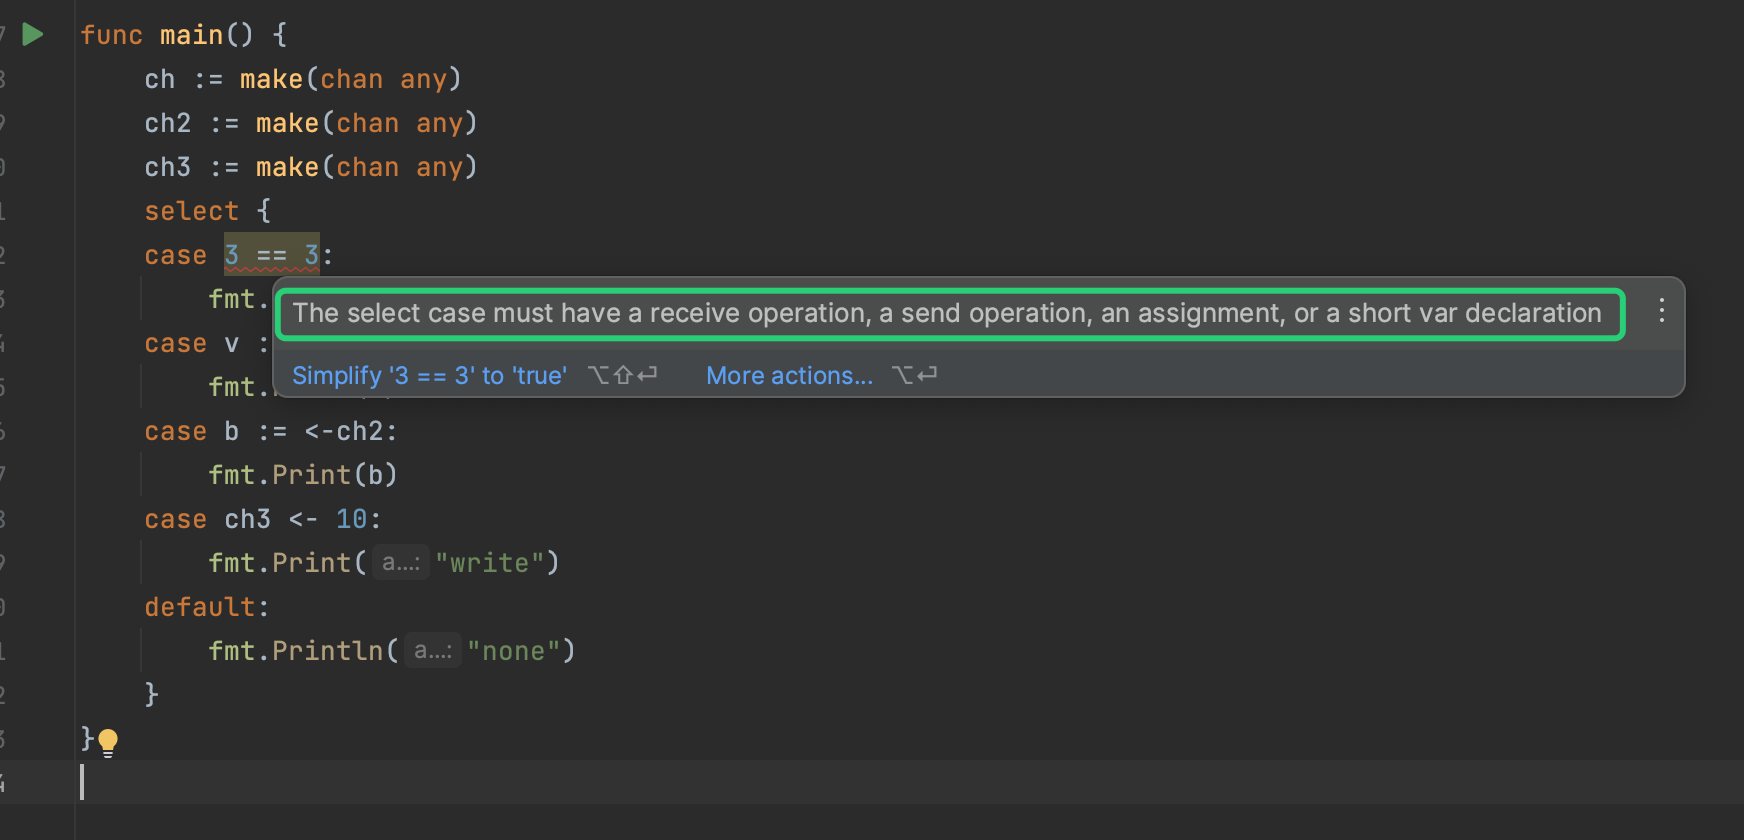 func main() {
ch := make(chan any)
ch2 := make(chan any)
ch3 := make(chan any)
select {
case 3 == 3:
fmt.
The select case must have a receive operation, a send operation, an assignment, or a short var declaration
case v :
Simplify '3 == 3' to 'true' ⌥⇧↩ More actions... ⌥↩
fmt.
case b := <-ch2:
fmt.Print(b)
case ch3 <- 10:
fmt.Print( a...: "write")
default:
fmt.Println( a...: "none")
}
}